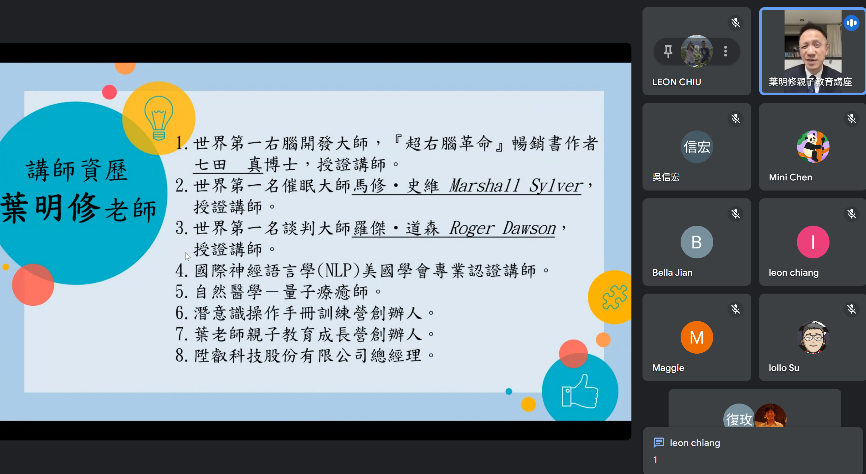 講師資歷
葉明修老師
1. 世界第一右腦開發大師，『超右腦革命』暢銷書作者
七田　真博士，授證講師。
2. 世界第一名催眠大師馬修·史維 Marshall Sylver，
授證講師。
3. 世界第一名談判大師羅傑·道森 Roger Dawson，
授證講師。
4. 國際神經語言學(NLP)美國學會專業認證講師。
5. 自然醫學－量子療癒師。
6. 潛意識操作手冊訓練營創辦人。
7. 葉老師親子教育成長營創辦人。
8. 陞叡科技股份有限公司總經理。
LEON CHIU
葉明修親子教育講座
信宏
吳信宏
Mini Chen
B
Bella Jian
l
leon chiang
M
Maggie
lollo Su
復玫
leon chiang
1